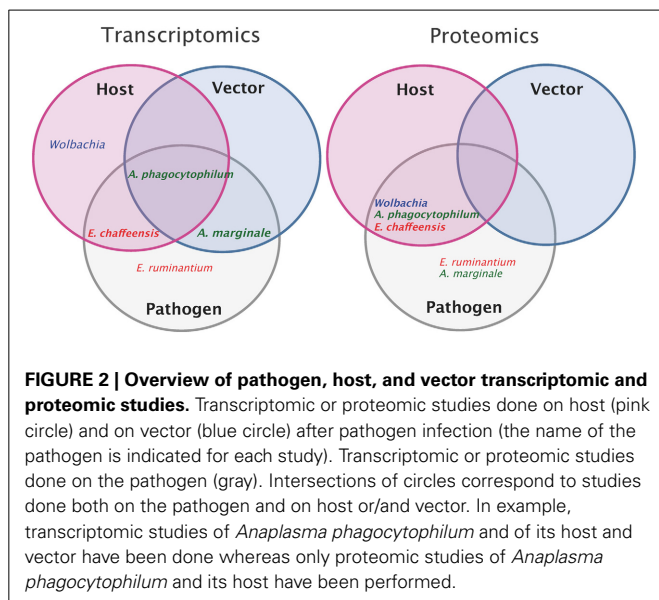 Transcriptomics
Proteomics
Host
Vector
Wolbachia
A. phagocytophilum
E. chaffeensis
A. marginale
E. ruminantium
Pathogen
Host
Vector
Wolbachia
A. phagocytophilum
E. chaffeensis
E. ruminantium
A. marginale
Pathogen
FIGURE 2 | Overview of pathogen, host, and vector transcriptomic and
proteomic studies. Transcriptomic or proteomic studies done on host (pink
circle) and on vector (blue circle) after pathogen infection (the name of the
pathogen is indicated for each study). Transcriptomic or proteomic studies
done on the pathogen (gray). Intersections of circles correspond to studies
done both on the pathogen and on host or/and vector. In example,
transcriptomic studies of Anaplasma phagocytophilum and of its host and
vector have been done whereas only proteomic studies of Anaplasma
phagocytophilum and its host have been performed.